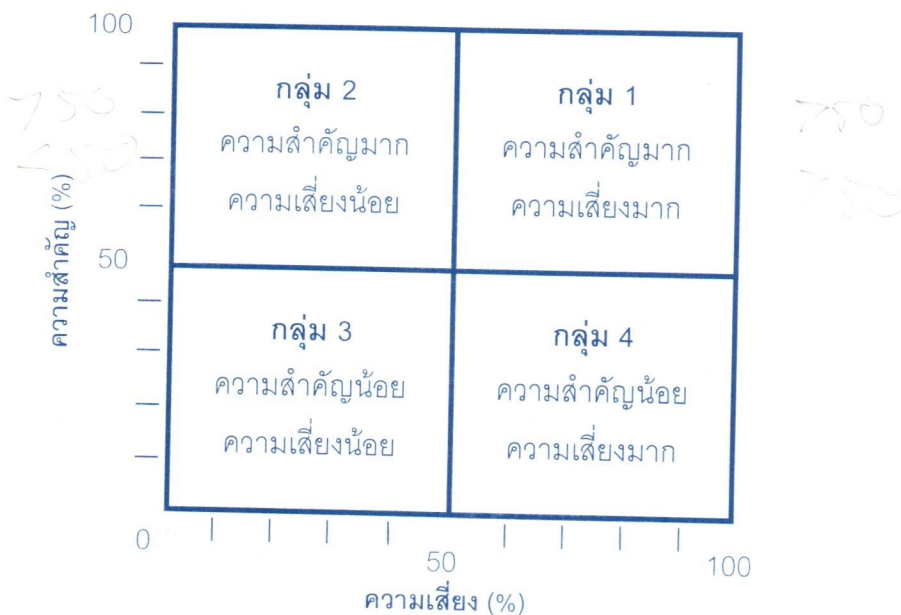 100
กลุ่ม 2
ความสำคัญมาก
ความเสี่ยงน้อย
กลุ่ม 1
ความสำคัญมาก
ความเสี่ยงมาก
750
750
ความสำคัญ (%)
50
กลุ่ม 3
ความสำคัญน้อย
ความเสี่ยงน้อย
กลุ่ม 4
ความสำคัญน้อย
ความเสี่ยงมาก
0
50
100
ความเสี่ยง (%)